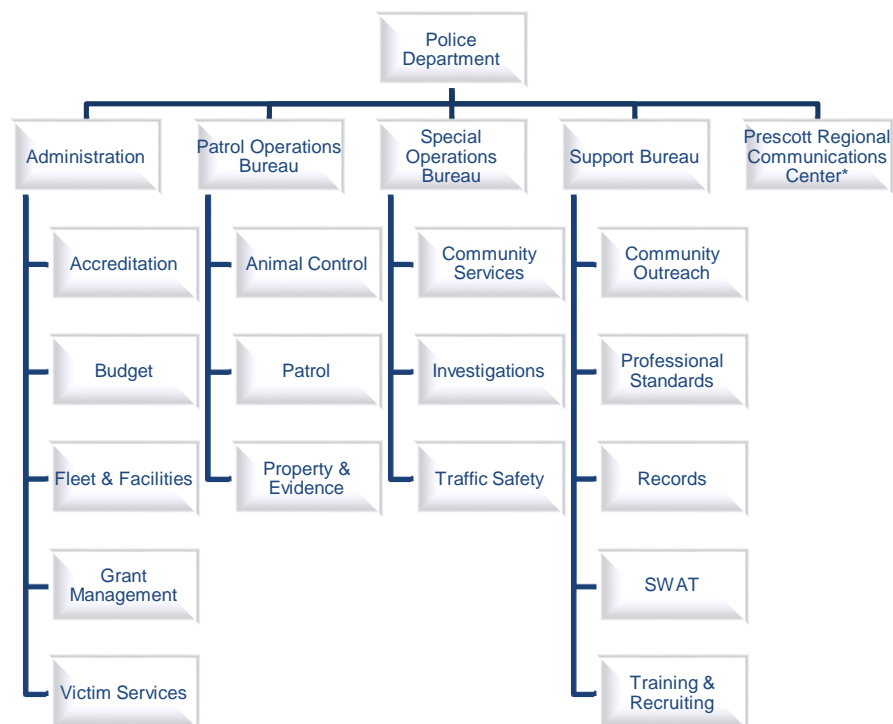 Police
Department
Administration
Patrol Operations
Bureau
Special
Operations
Bureau
Support Bureau
Prescott Regional
Communications
Center*
Accreditation
Budget
Fleet & Facilities
Grant
Management
Victim Services
Animal Control
Patrol
Property &
Evidence
Community
Services
Investigations
Traffic Safety
Community
Outreach
Professional
Standards
Records
SWAT
Training &
Recruiting